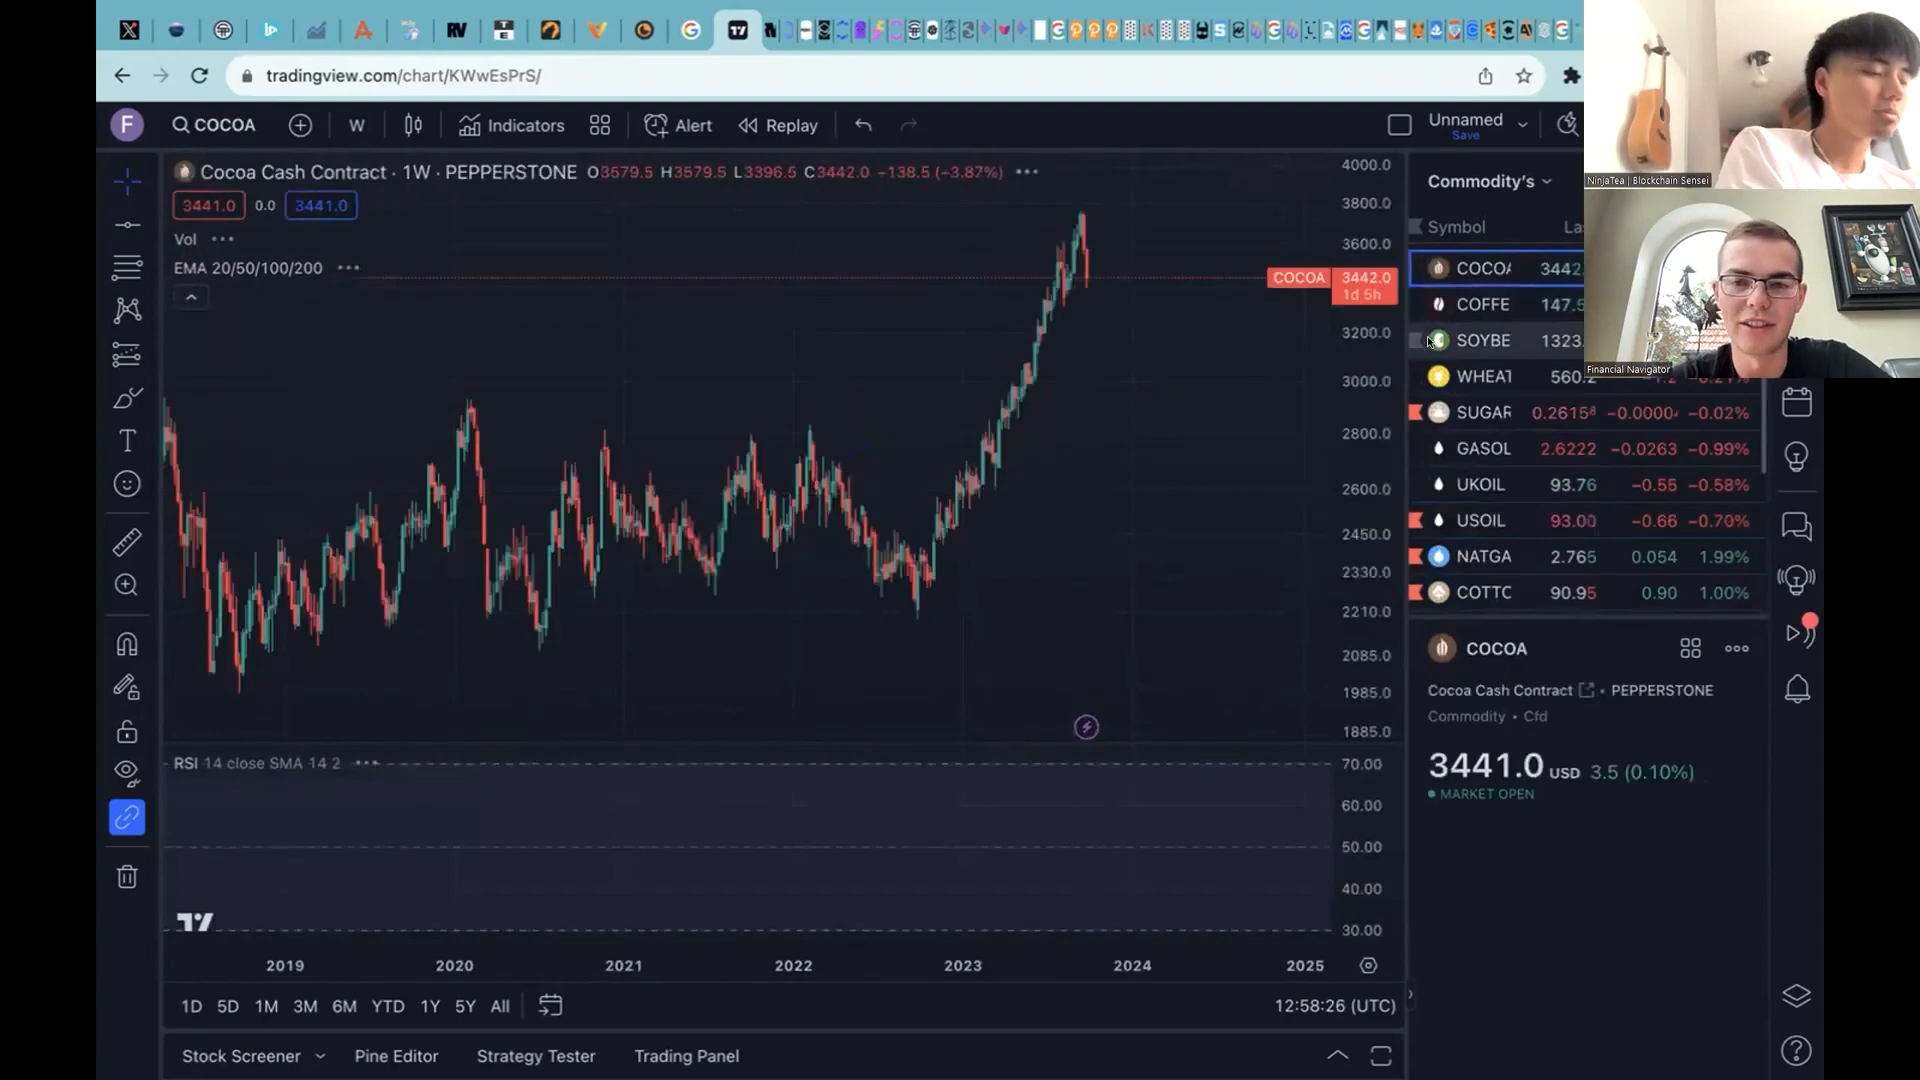 tradingview.com/chart/KWwEsPrS/
F
COCOA
W
Indicators
Alert
Replay
Unnamed
Save
Cocoa Cash Contract · 1W · PEPPERSTONE O3579.5 H3579.5 L3396.5 C3442.0 −138.5 (−3.87%)
3441.0 0.0 3441.0
Vol
EMA 20/50/100/200
4000.0
3800.0
3600.0
COCOA 3442.0
1d 5h
3200.0
3000.0
2800.0
2600.0
2450.0
2330.0
2210.0
2085.0
1985.0
1885.0
RSI 14 close SMA 14 2
70.00
60.00
50.00
40.00
30.00
2019 2020 2021 2022 2023 2024 2025
1D 5D 1M 3M 6M YTD 1Y 5Y All
12:58:26 (UTC)
Stock Screener Pine Editor Strategy Tester Trading Panel
Commodity's
Symbol La
COCOA 3442
COFFE 147.5
SOYBE 1323
WHEAT 560.2
SUGAR 0.26158 −0.0000 −0.02%
GASOL 2.6222 −0.0263 −0.99%
UKOIL 93.76 −0.55 −0.58%
USOIL 93.00 −0.66 −0.70%
NATGA 2.765 0.054 1.99%
COTTC 90.95 0.90 1.00%
COCOA
Cocoa Cash Contract · PEPPERSTONE
Commodity · Cfd
3441.0 USD 3.5 (0.10%)
MARKET OPEN
NinjaTea | Blockchain Sensei
Financial Navigator